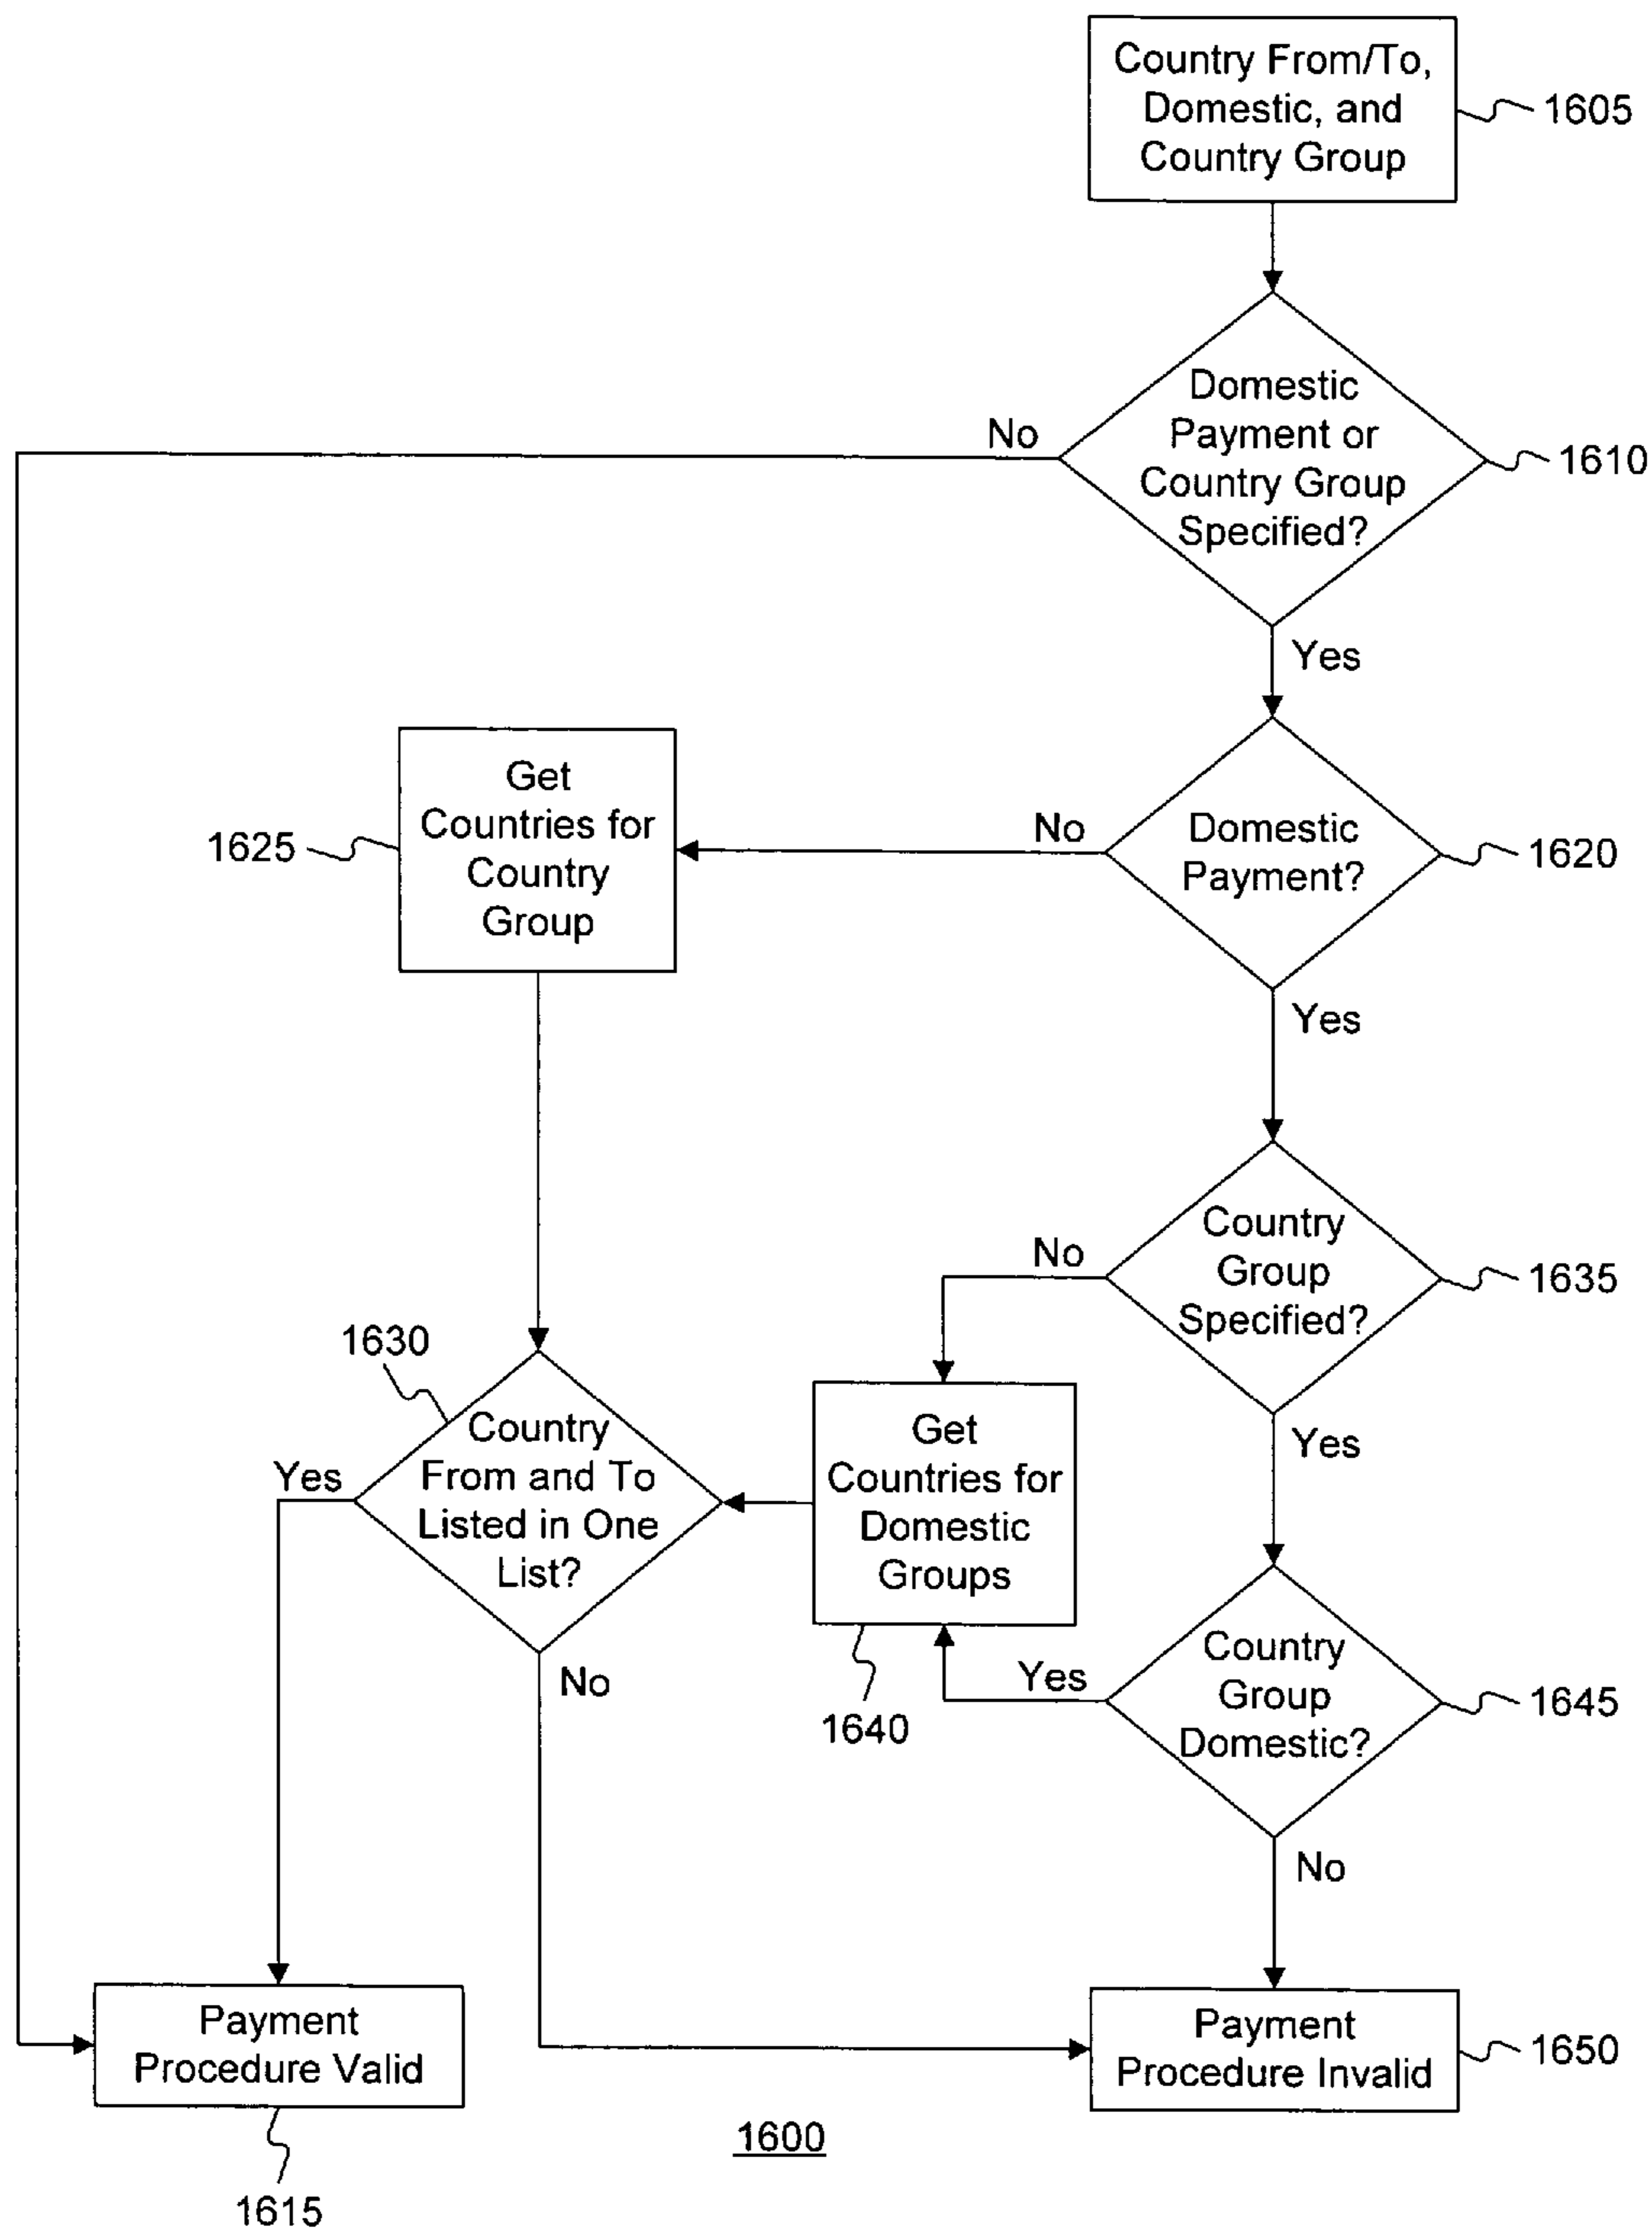 Country From/To,
Domestic, and
Country Group
1605
Domestic
Payment or
Country Group
Specified?
1610
No
Yes
Get
Countries for
Country
Group
1625
No
Domestic
Payment?
1620
Yes
Country
Group
Specified?
1635
No
Yes
1630
Country
From and To
Listed in One
List?
Yes
No
Get
Countries for
Domestic
Groups
1640
Yes
Country
Group
Domestic?
1645
No
Payment
Procedure Valid
1615
Payment
Procedure Invalid
1650
1600